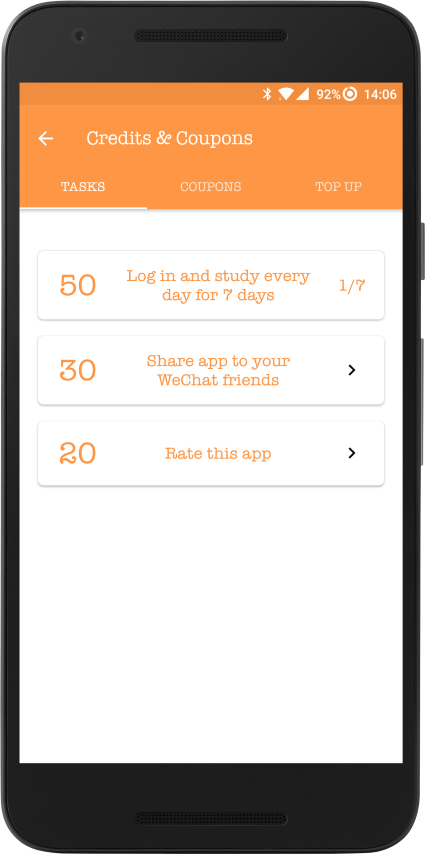 92% 14:06
Credits & Coupons
TASKS COUPONS TOP UP
50 Log in and study every day for 7 days 1/7
30 Share app to your WeChat friends
20 Rate this app